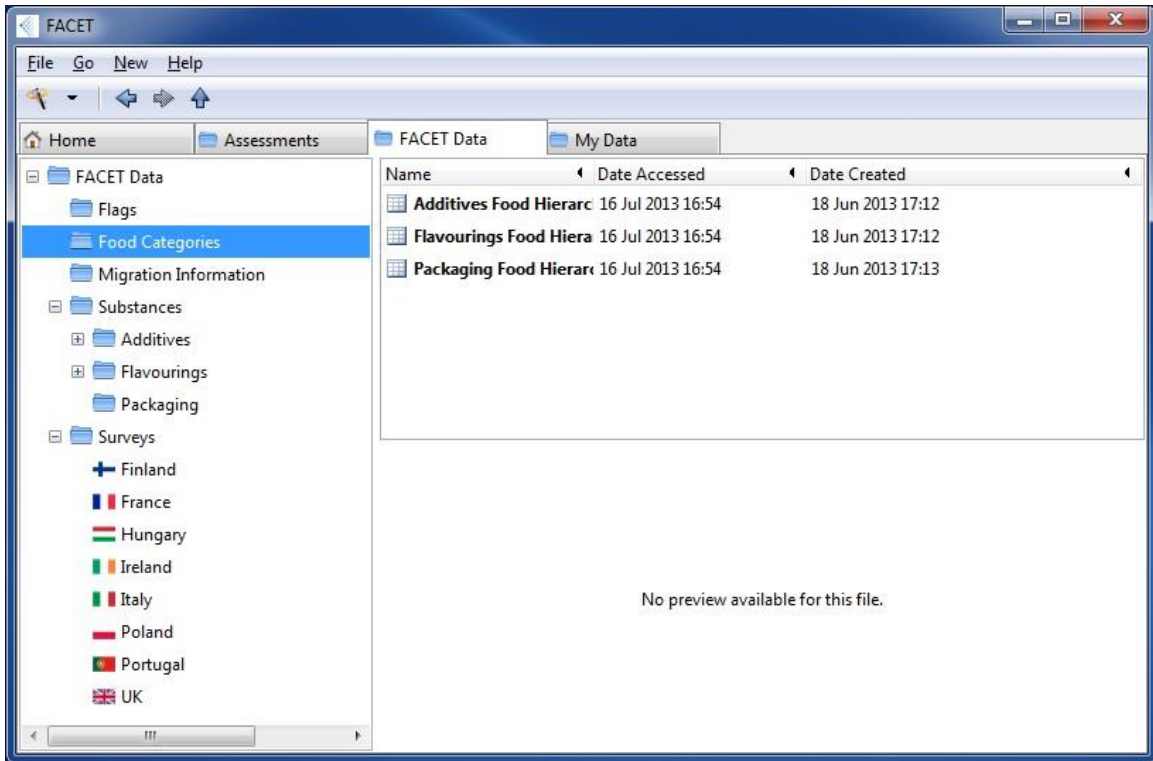 FACET
File Go New Help
Home Assessments FACET Data My Data
FACET Data
Flags
Food Categories
Migration Information
Substances
Additives
Flavourings
Packaging
Surveys
Finland
France
Hungary
Ireland
Italy
Poland
Portugal
UK
Name Date Accessed Date Created
Additives Food Hierarc 16 Jul 2013 16:54 18 Jun 2013 17:12
Flavourings Food Hiera 16 Jul 2013 16:54 18 Jun 2013 17:12
Packaging Food Hierarc 16 Jul 2013 16:54 18 Jun 2013 17:13
No preview available for this file.